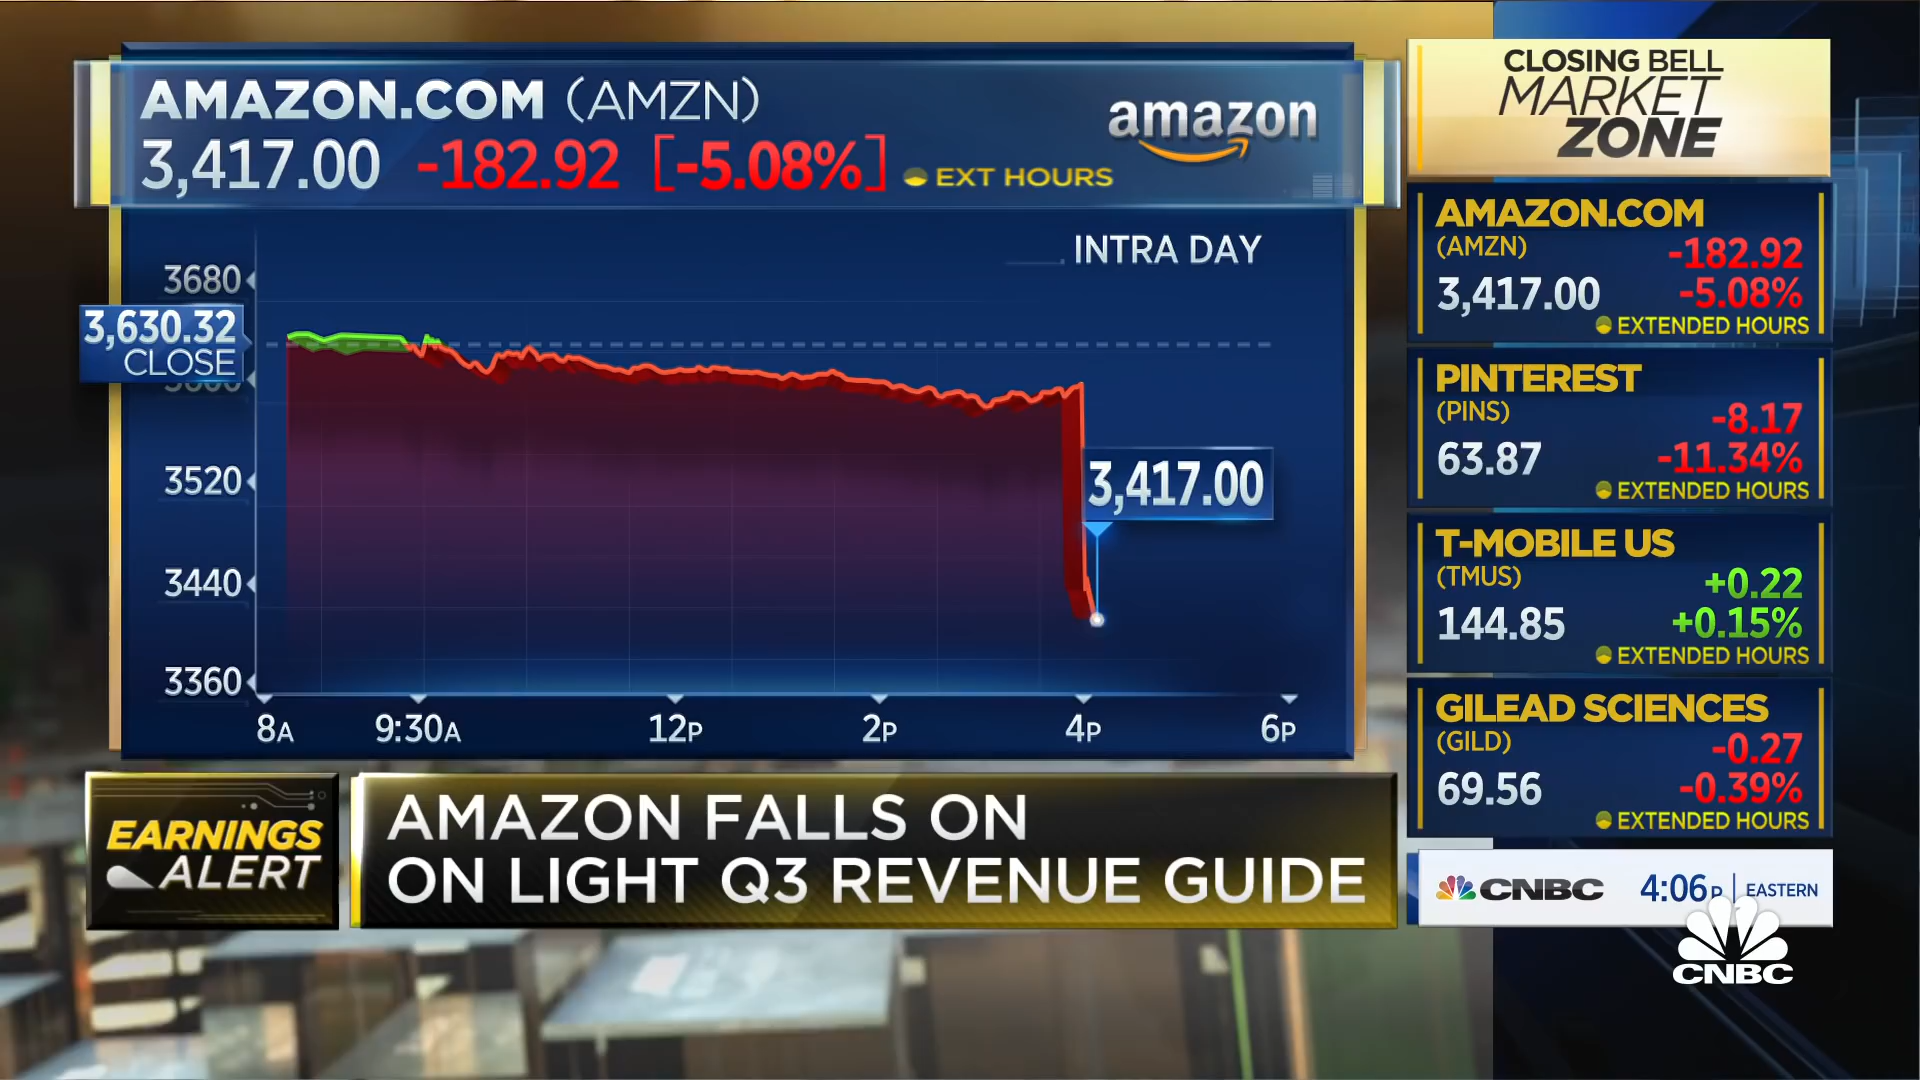 AMAZON.COM (AMZN)
3,417.00 -182.92 [-5.08%] EXT HOURS
amazon
INTRA DAY
3680
3,630.32
CLOSE
3600
3520
3440
3360
3,417.00
8A 9:30A 12P 2P 4P 6P
EARNINGS
ALERT
AMAZON FALLS ON
ON LIGHT Q3 REVENUE GUIDE
CLOSING BELL
MARKET
ZONE
AMAZON.COM
(AMZN)
-182.92
3,417.00
-5.08%
EXTENDED HOURS
PINTEREST
(PINS)
-8.17
63.87
-11.34%
EXTENDED HOURS
T-MOBILE US
(TMUS)
+0.22
144.85
+0.15%
EXTENDED HOURS
GILEAD SCIENCES
(GILD)
-0.27
69.56
-0.39%
EXTENDED HOURS
CNBC 4:06P EASTERN
CNBC